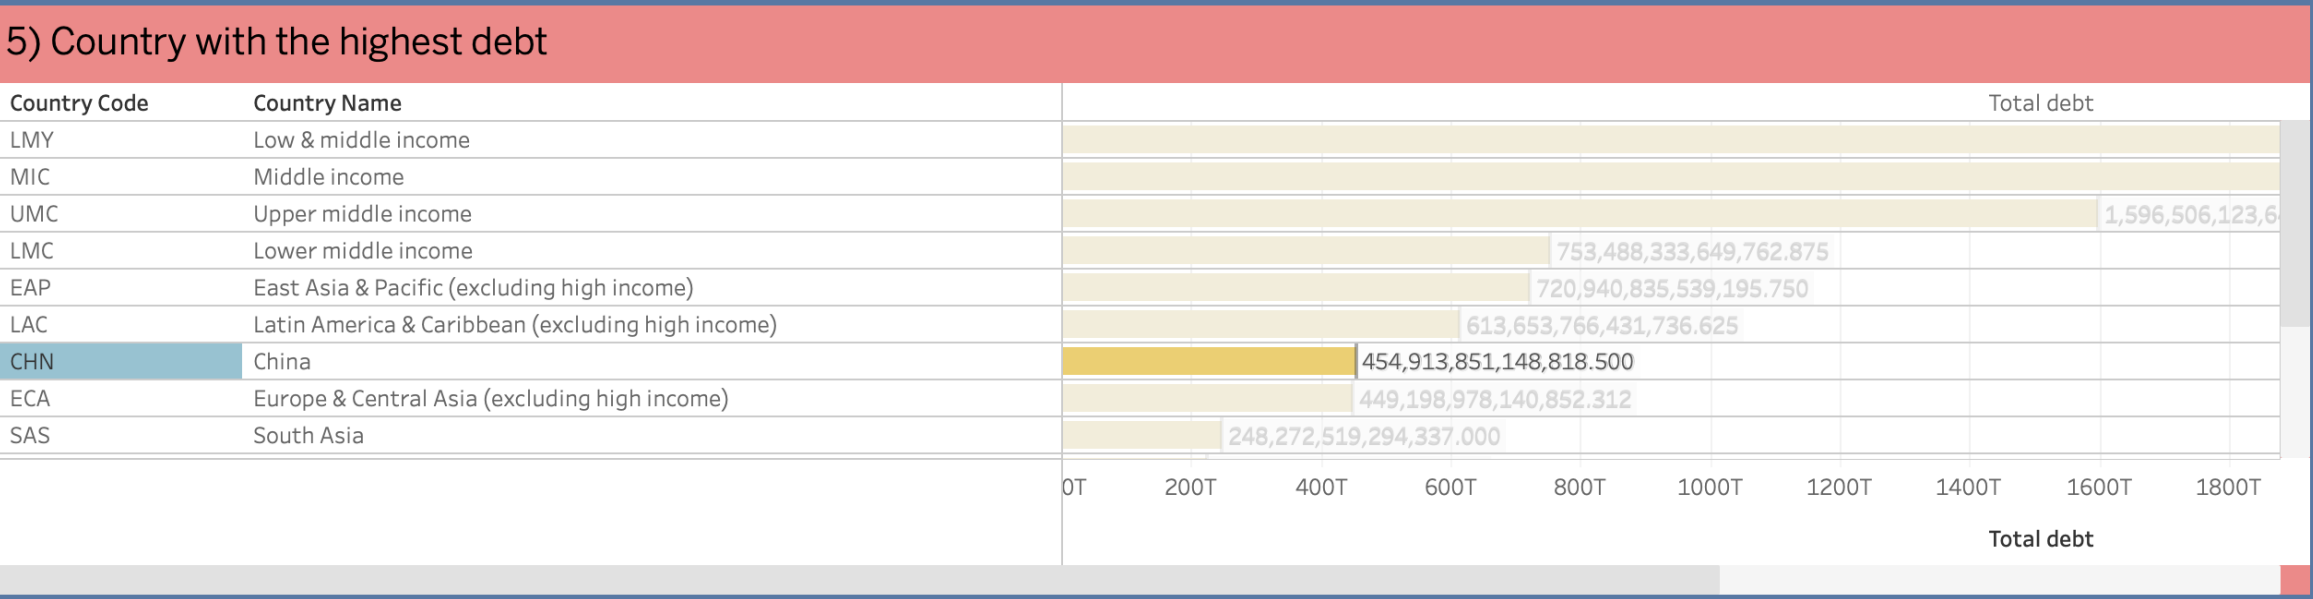 5) Country with the highest debt
Country Code Country Name Total debt
LMY Low & middle income
MIC Middle income
UMC Upper middle income 1,596,506,123,6
LMC Lower middle income 753,488,333,649,762.875
EAP East Asia & Pacific (excluding high income) 720,940,835,539,195.750
LAC Latin America & Caribbean (excluding high income) 613,653,766,431,736.625
CHN China 454,913,851,148,818.500
ECA Europe & Central Asia (excluding high income) 449,198,978,140,852.312
SAS South Asia 248,272,519,294,337.000
0T 200T 400T 600T 800T 1000T 1200T 1400T 1600T 1800T
Total debt